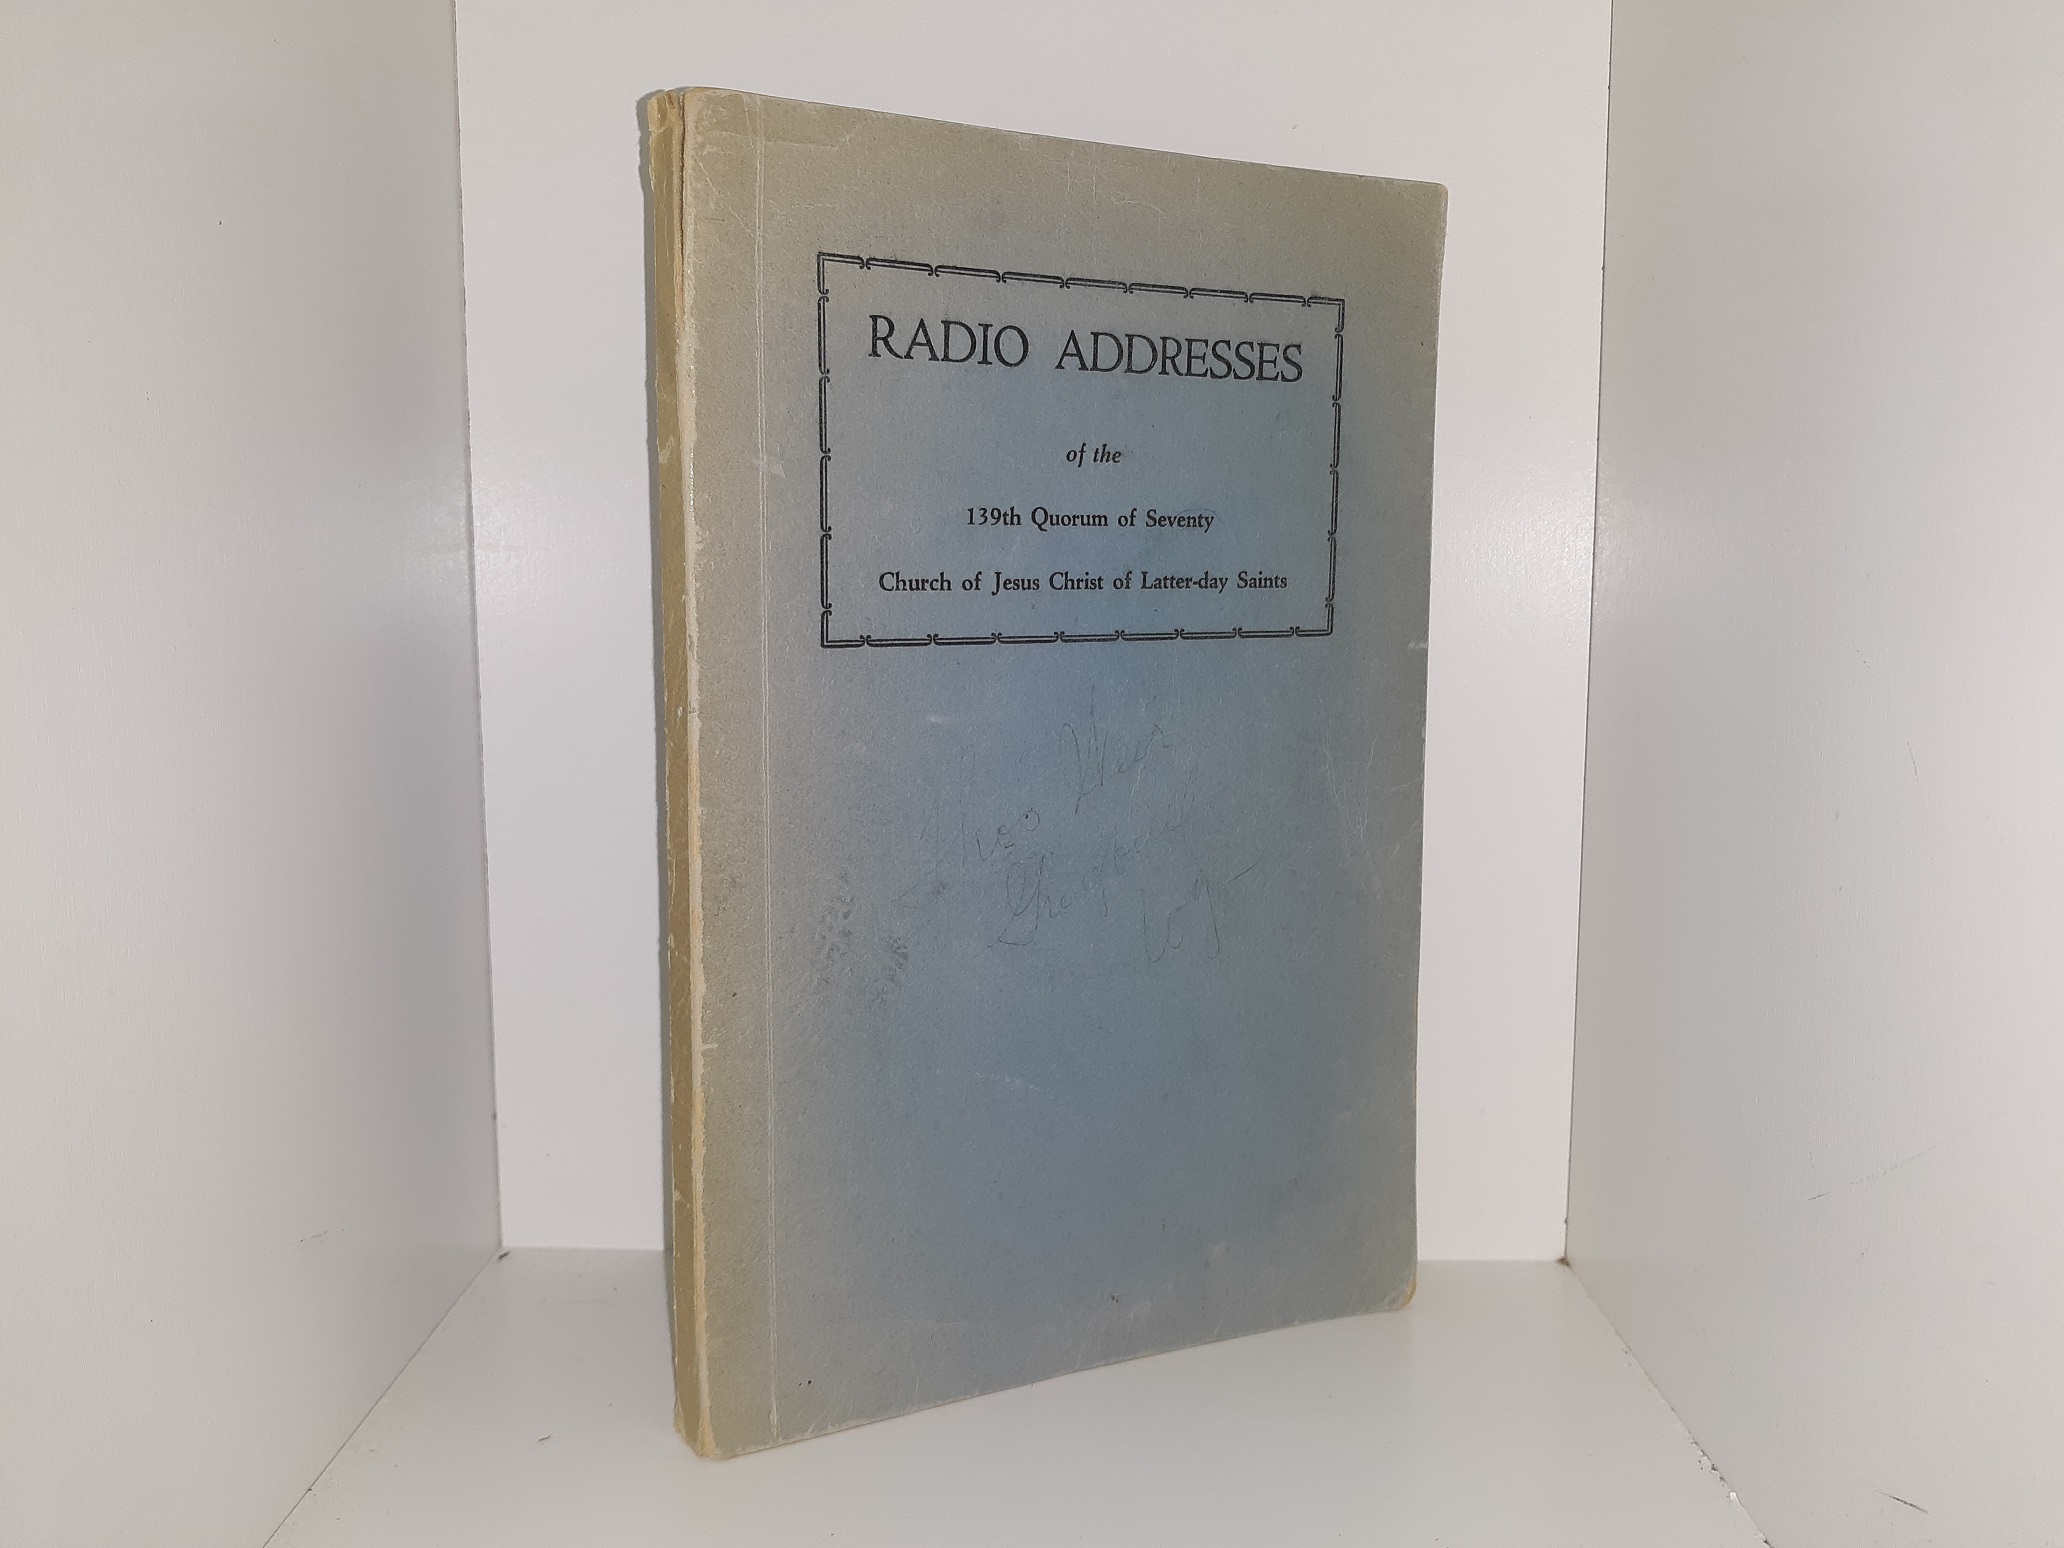 RADIO ADDRESSES
of the
139th Quorum of Seventy
Church of Jesus Christ of Latter-day Saints